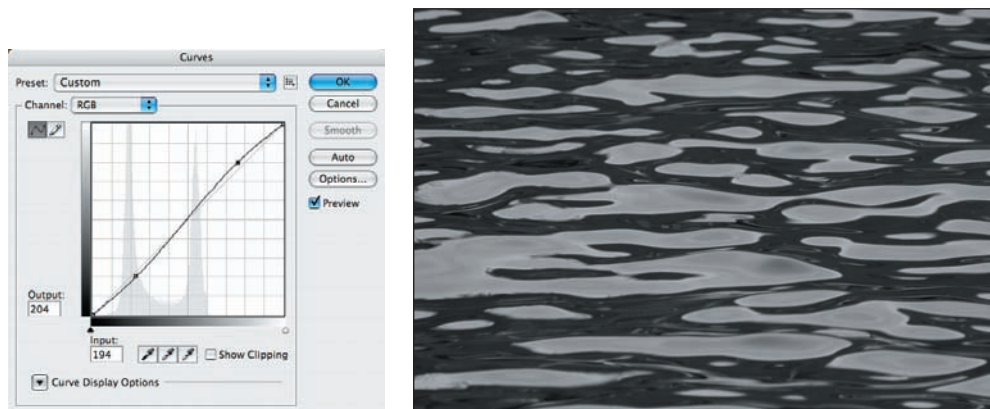 Curves
Preset: Custom
OK
Channel: RGB
Cancel
Smooth
Auto
Options...
Preview
Output:
204
Input:
194
Show Clipping
Curve Display Options